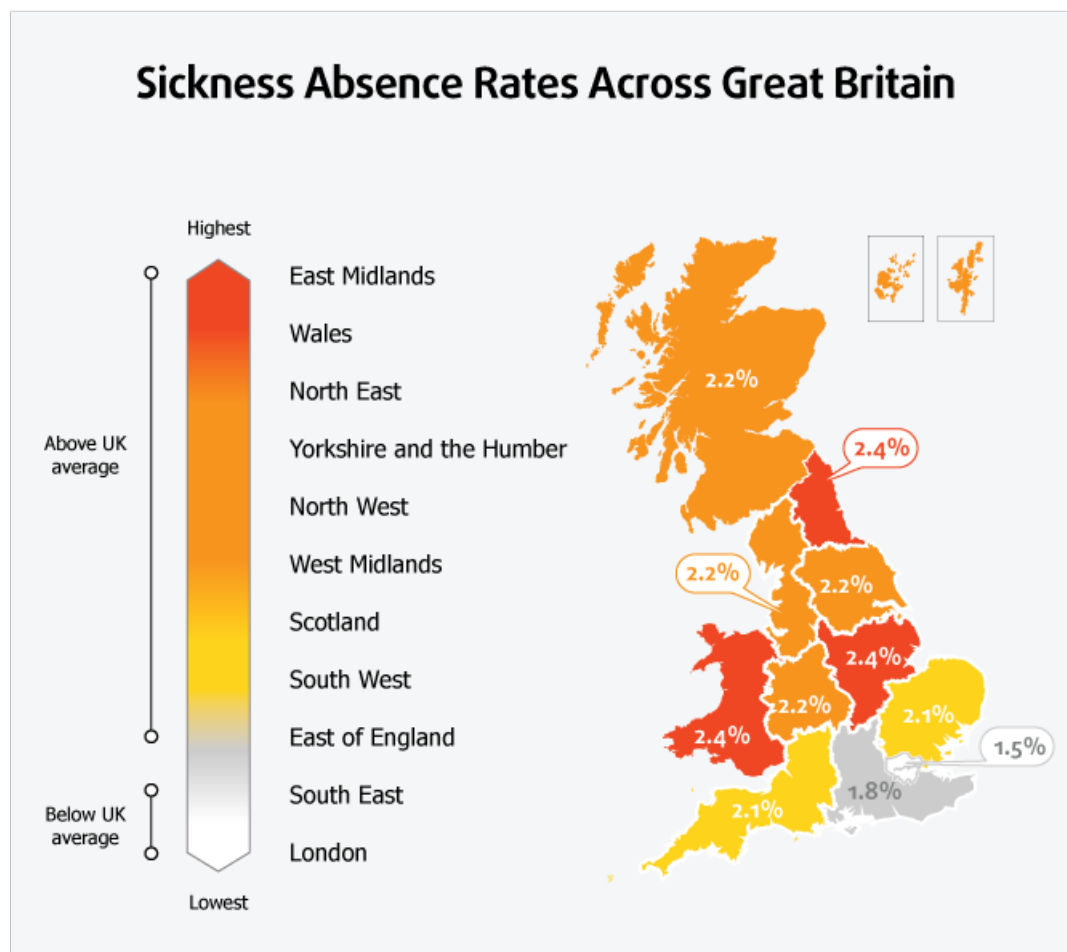 Sickness Absence Rates Across Great Britain
Highest
East Midlands
Wales
North East
Yorkshire and the Humber
North West
West Midlands
Scotland
South West
East of England
South East
London
Lowest
Above UK
average
Below UK
average
2.2%
2.4%
2.2%
2.2%
2.4%
2.2%
2.4%
2.1%
1.5%
1.8%
2.1%